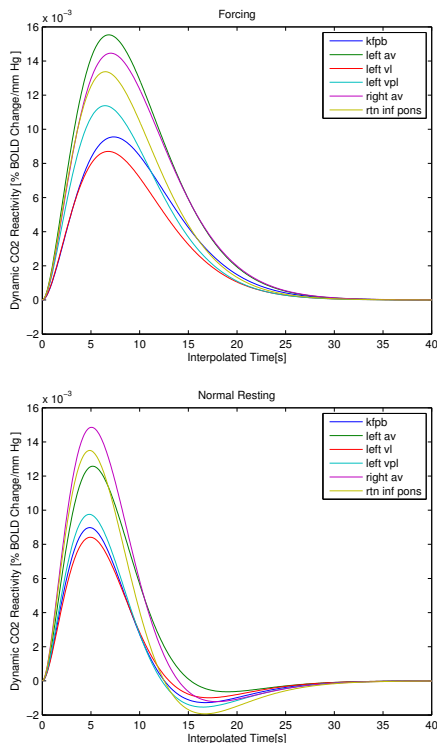 Forcing
x 10⁻³
16
14
12
10
8
6
4
2
0
−2
0 5 10 15 20 25 30 35 40
Interpolated Time[s]
Dynamic CO2 Reactivity [% BOLD Change/mm Hg]
kfpb
left av
left vl
left vpl
right av
rtn inf pons
Normal Resting
x 10⁻³
16
14
12
10
8
6
4
2
0
−2
0 5 10 15 20 25 30 35 40
Interpolated Time[s]
Dynamic CO2 Reactivity [% BOLD Change/mm Hg]
kfpb
left av
left vl
left vpl
right av
rtn inf pons